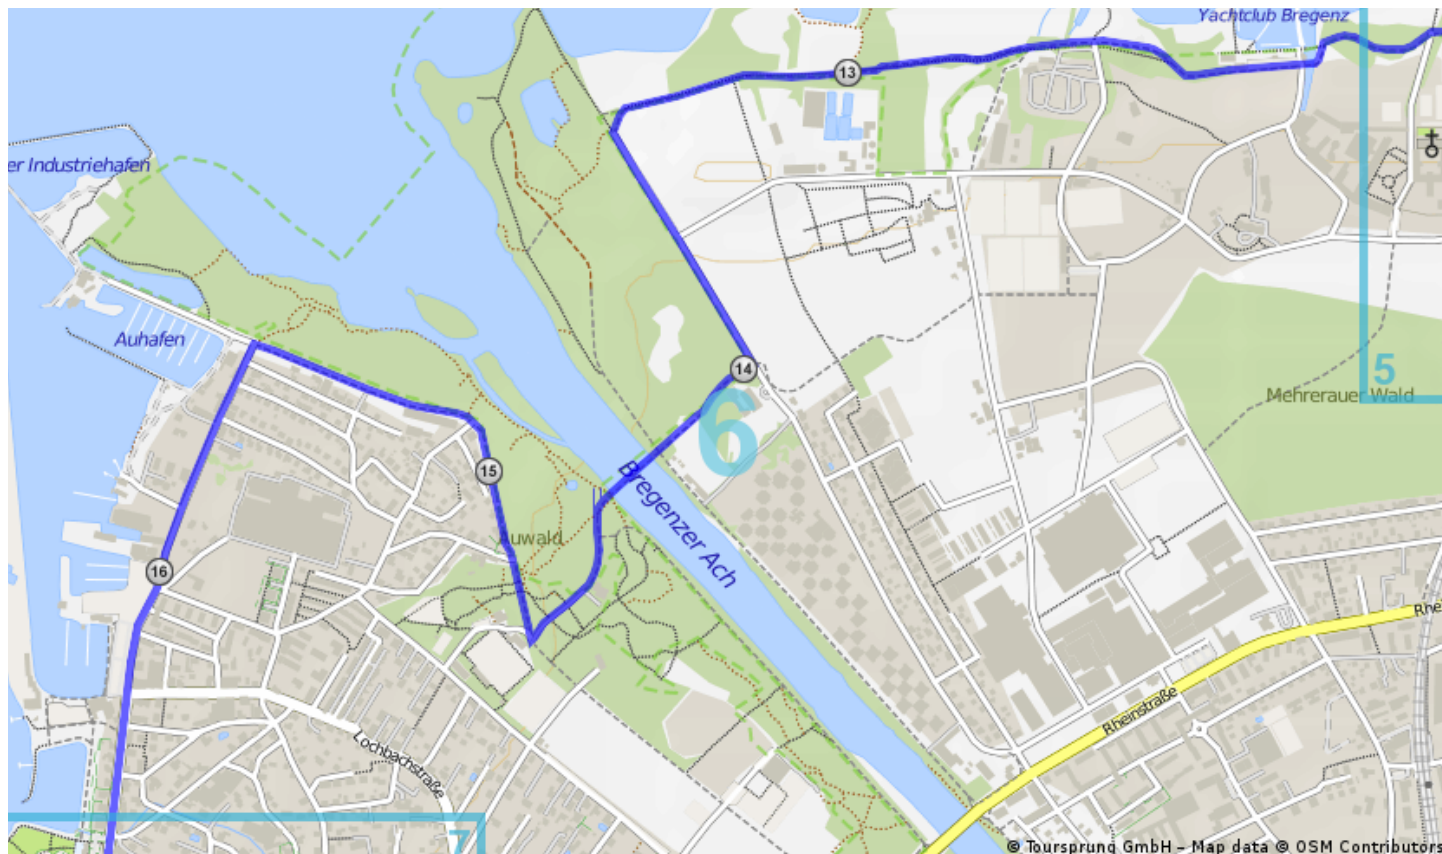 Yachtclub Bregenz
13
er Industriehafen
5
Auhafen
14
Mehrerauer Wald
6
15
Bregenzer Ach
Auwald
16
Rhe
Rheinstraße
Lochbachstraße
7
© Toursprung GmbH – Map data © OSM Contributors